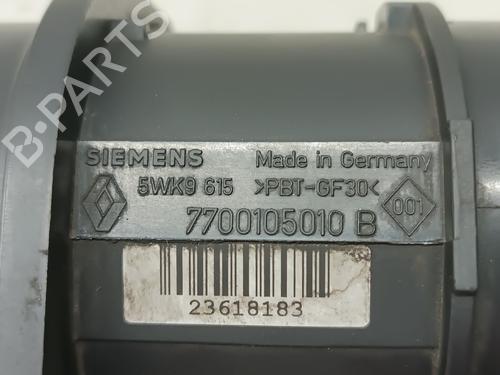 B-PARTS
SIEMENS Made in Germany
5WK9 615 >PBT-GF30<
001
7700105010 B
23618183